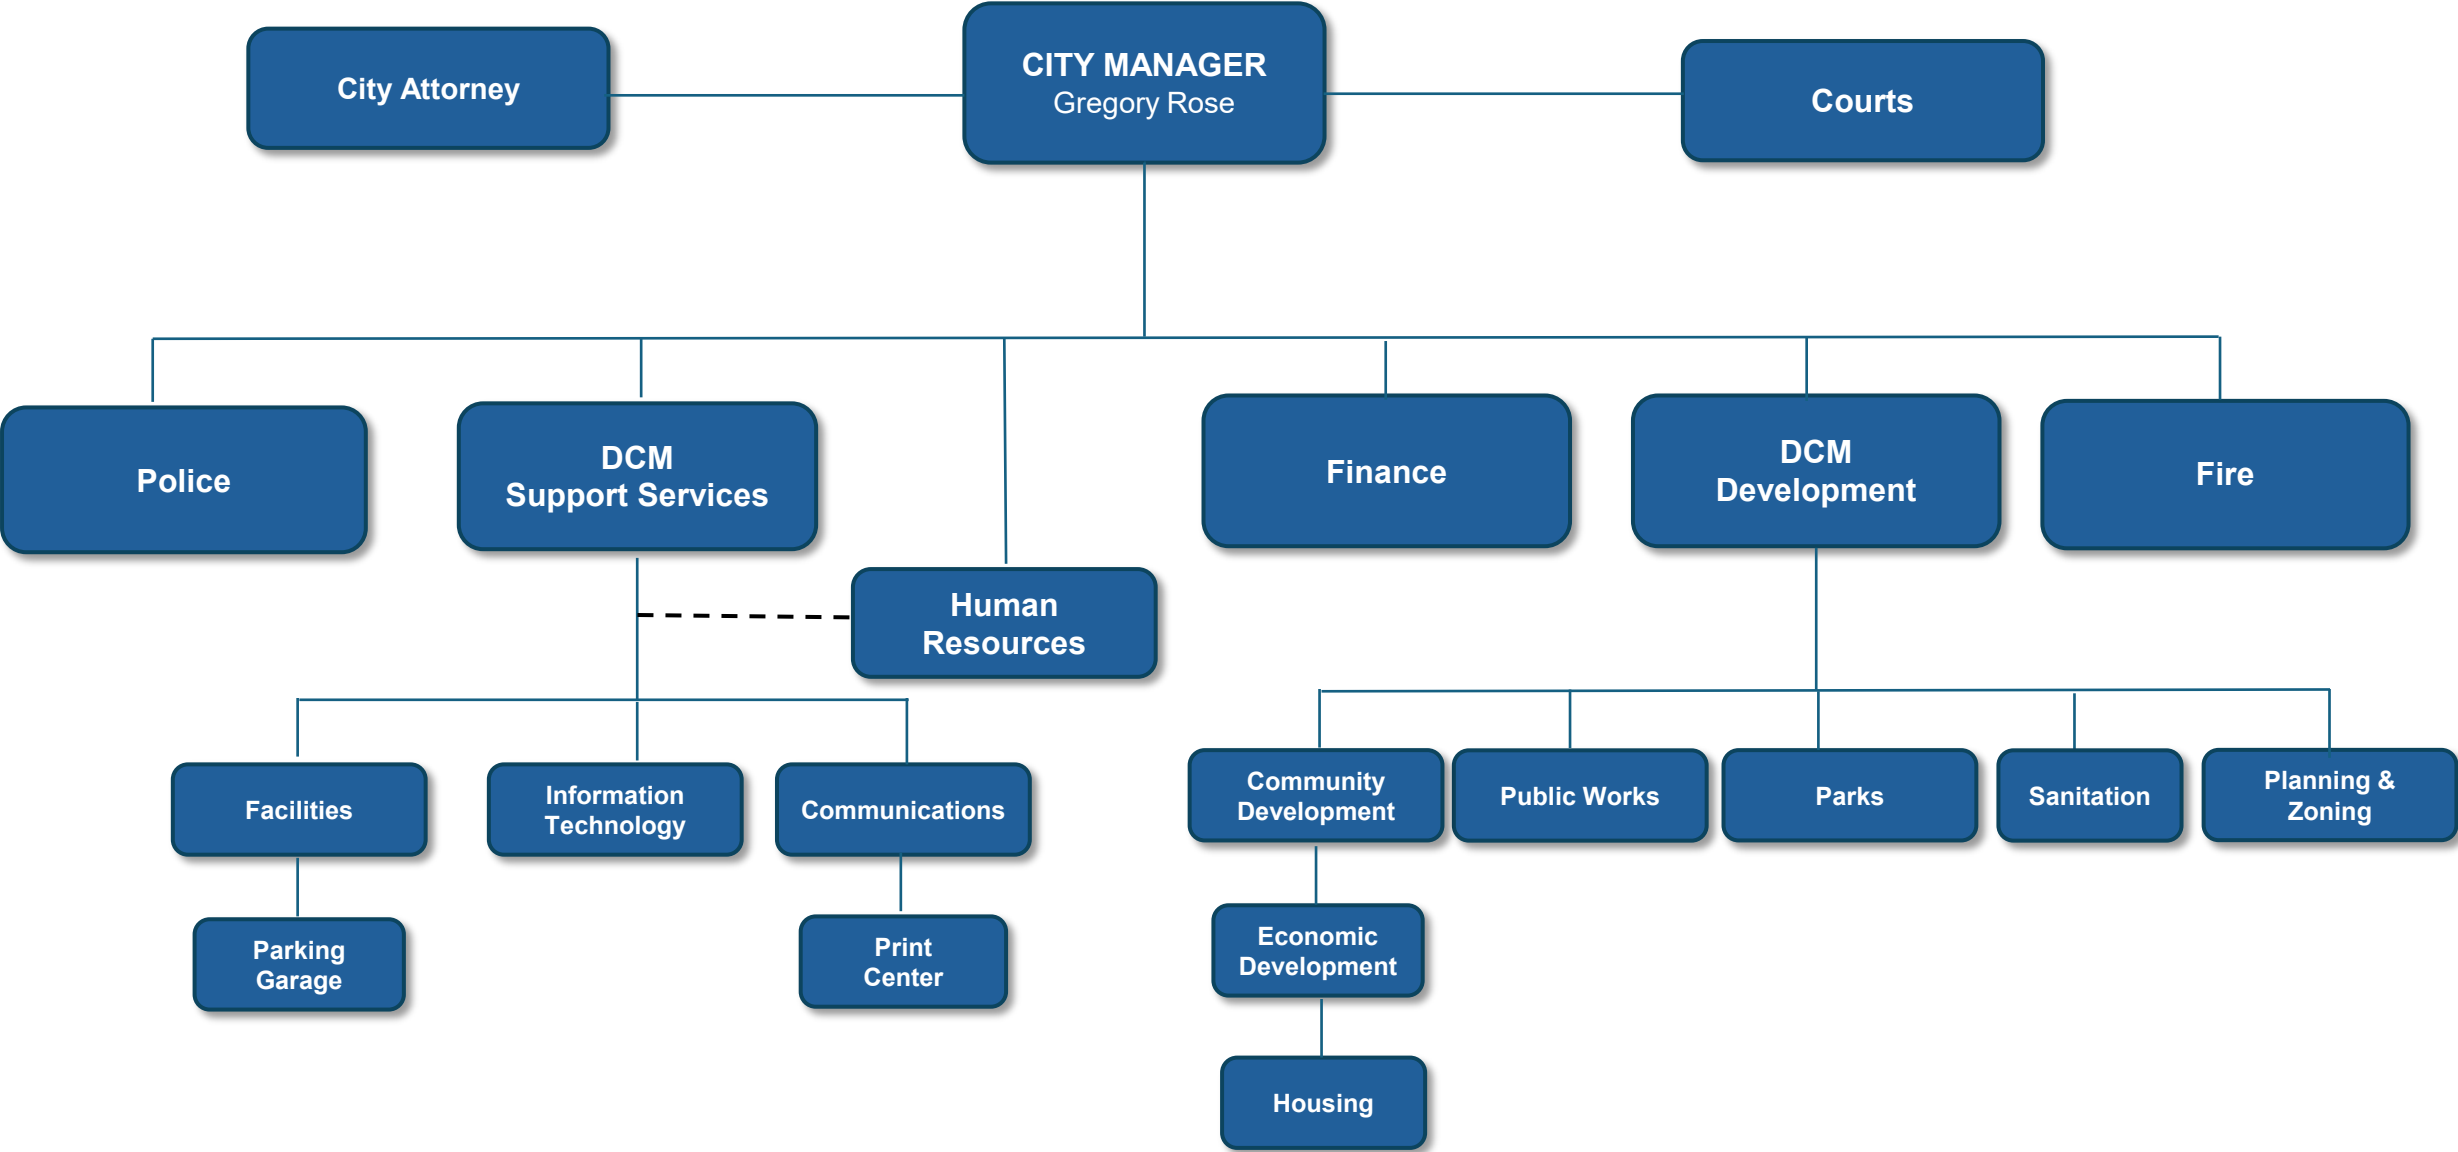 City Attorney
CITY MANAGER
Gregory Rose
Courts
Police
DCM
Support Services
Human
Resources
Finance
DCM
Development
Fire
Facilities
Information
Technology
Communications
Community
Development
Public Works
Parks
Sanitation
Planning &
Zoning
Parking
Garage
Print
Center
Economic
Development
Housing